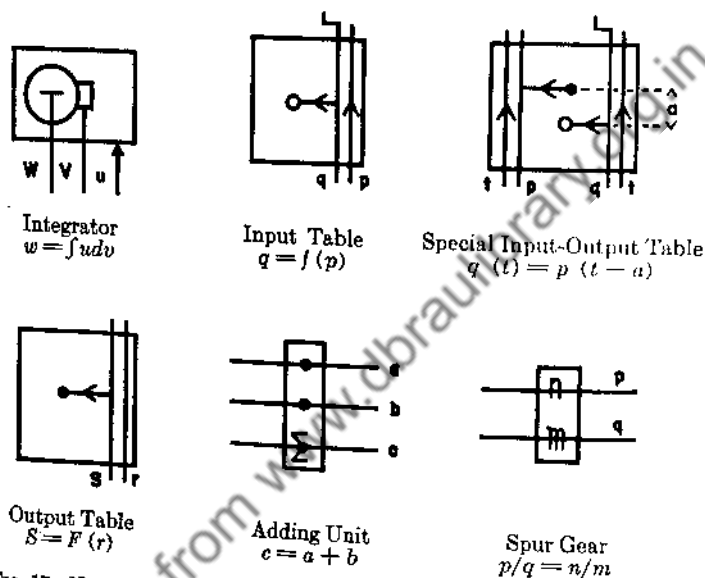 W V u
Integrator
w = ∫udv
q p
Input Table
q = f (p)
t p q t
a
Special Input-Output Table
q (t) = p (t − a)
S r
Output Table
S = F (r)
a
b
Σ c
Adding Unit
c = a + b
n p
m q
Spur Gear
p/q = n/m
from www.dbraulibrary.org.in